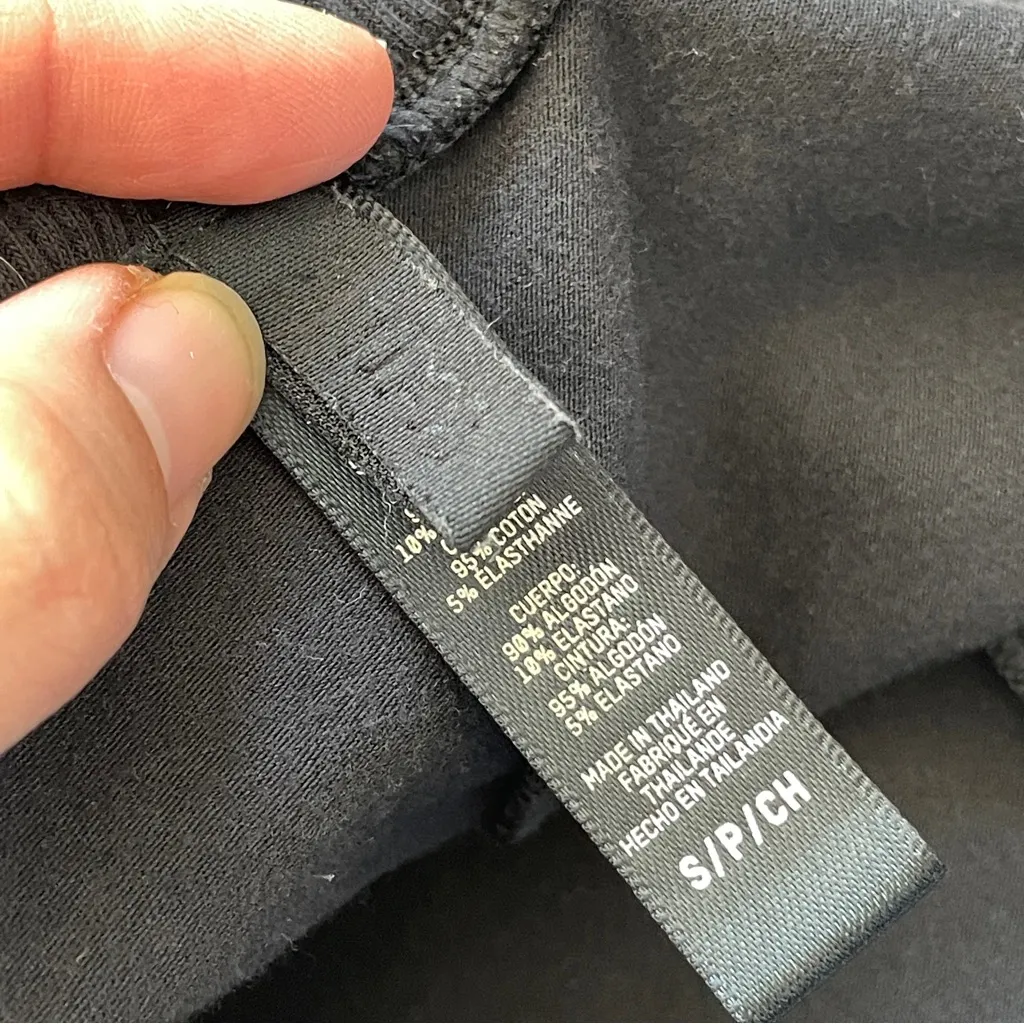 10%
95% COTON
5% ÉLASTHANNE
CUERPO:
90% ALGODÓN
10% ELASTANO
CINTURA:
95% ALGODÓN
5% ELASTANO
MADE IN THAILAND
FABRIQUÉ EN
THAÏLANDE
HECHO EN TAILANDIA
S/P/CH